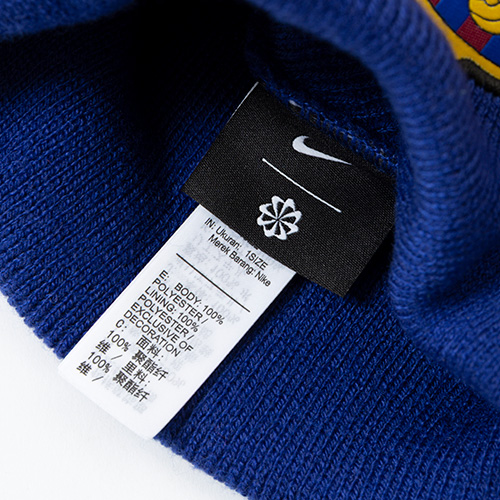 IN: Ukuran: 1SIZE
Merek Barang: Nike
E: BODY: 100%
POLYESTER /
LINING: 100%
POLYESTER /
EXCLUSIVE OF
DECORATION
C: 面料:
100% 聚酯纤
维 / 里料:
100% 聚酯纤
维